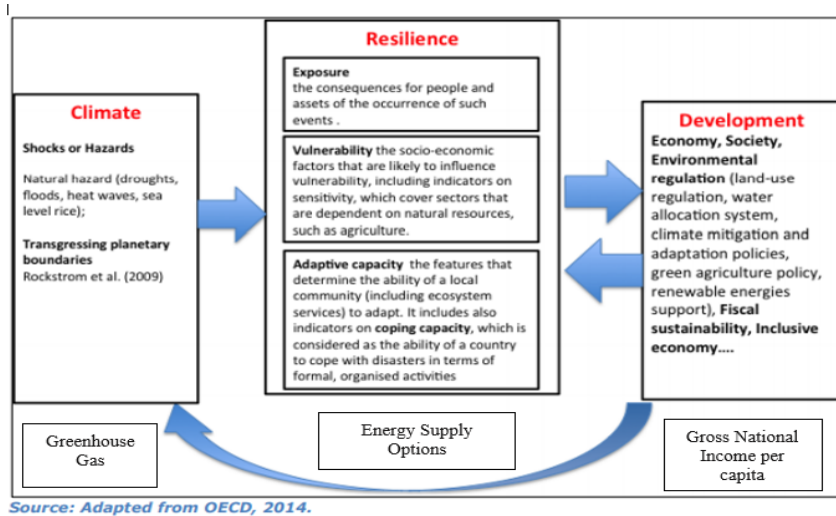 Climate
Shocks or Hazards
Natural hazard (droughts,
floods, heat waves, sea
level rice);
Transgressing planetary
boundaries
Rockstrom et al. (2009)
Resilience
Exposure
the consequences for people and
assets of the occurrence of such
events .
Vulnerability the socio-economic
factors that are likely to influence
vulnerability, including indicators on
sensitivity, which cover sectors that
are dependent on natural resources,
such as agriculture.
Adaptive capacity the features that
determine the ability of a local
community (including ecosystem
services) to adapt. It includes also
indicators on coping capacity, which is
considered as the ability of a country
to cope with disasters in terms of
formal, organised activities
Development
Economy, Society,
Environmental
regulation (land-use
regulation, water
allocation system,
climate mitigation and
adaptation policies,
green agriculture policy,
renewable energies
support), Fiscal
sustainability, Inclusive
economy....
Greenhouse
Gas
Energy Supply
Options
Gross National
Income per
capita
Source: Adapted from OECD, 2014.